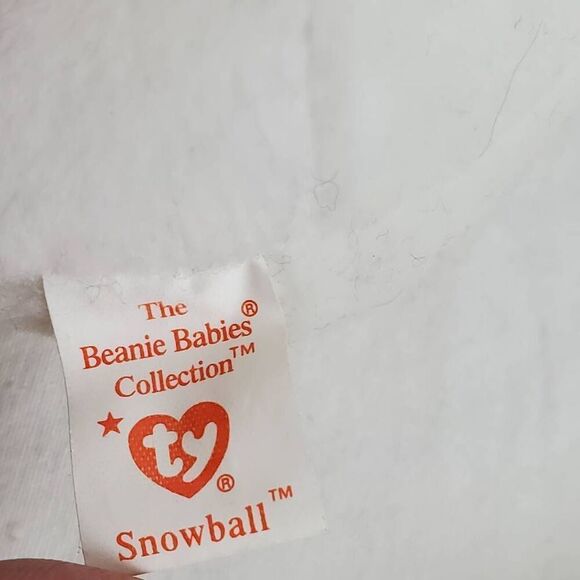 The
Beanie Babies®
Collection™
ty®
Snowball™